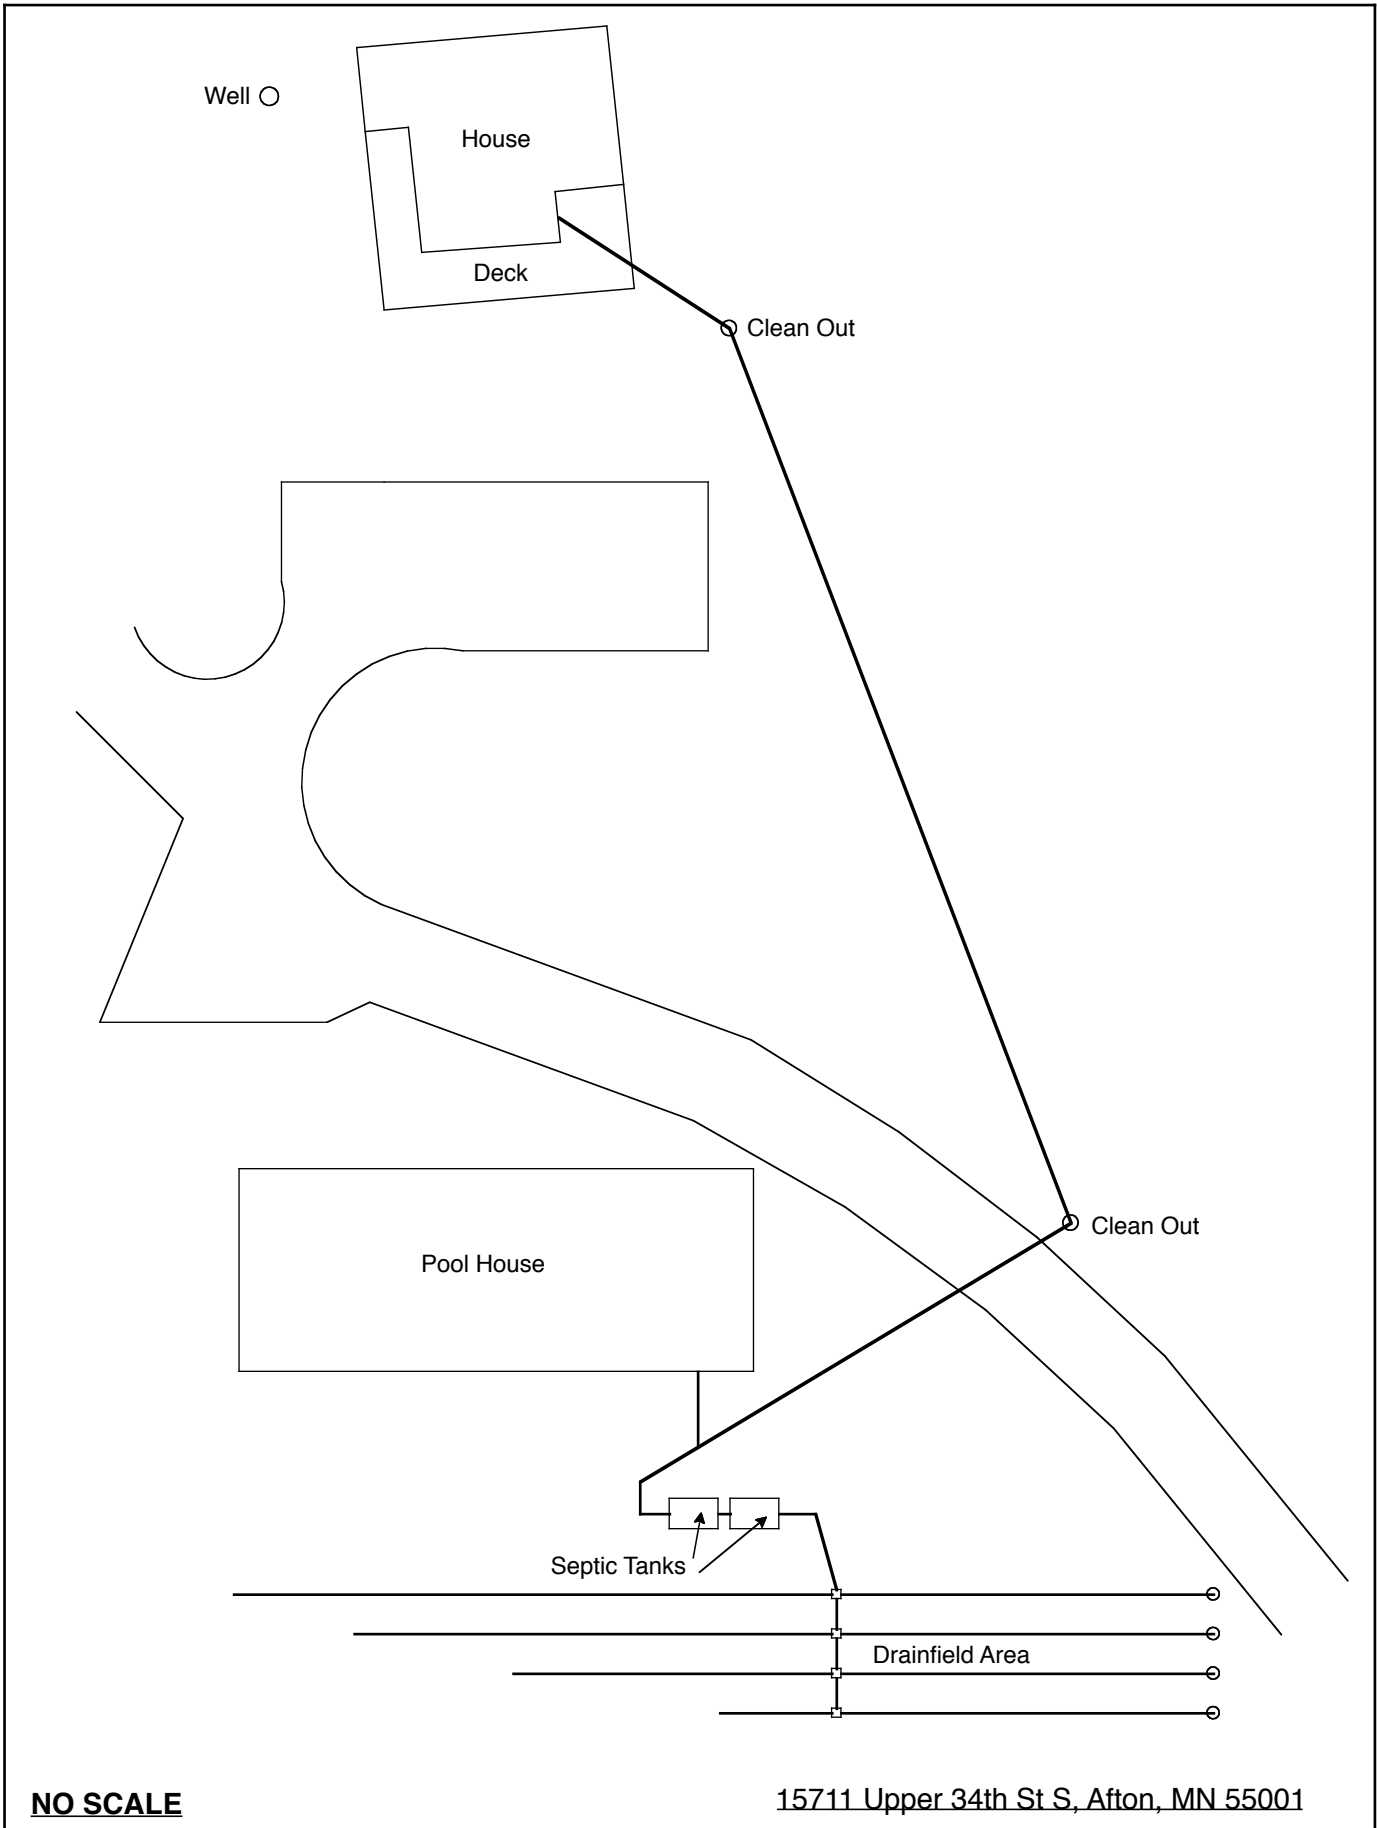 Well
House
Deck
Clean Out
Clean Out
Pool House
Septic Tanks
Drainfield Area
NO SCALE
15711 Upper 34th St S, Afton, MN 55001